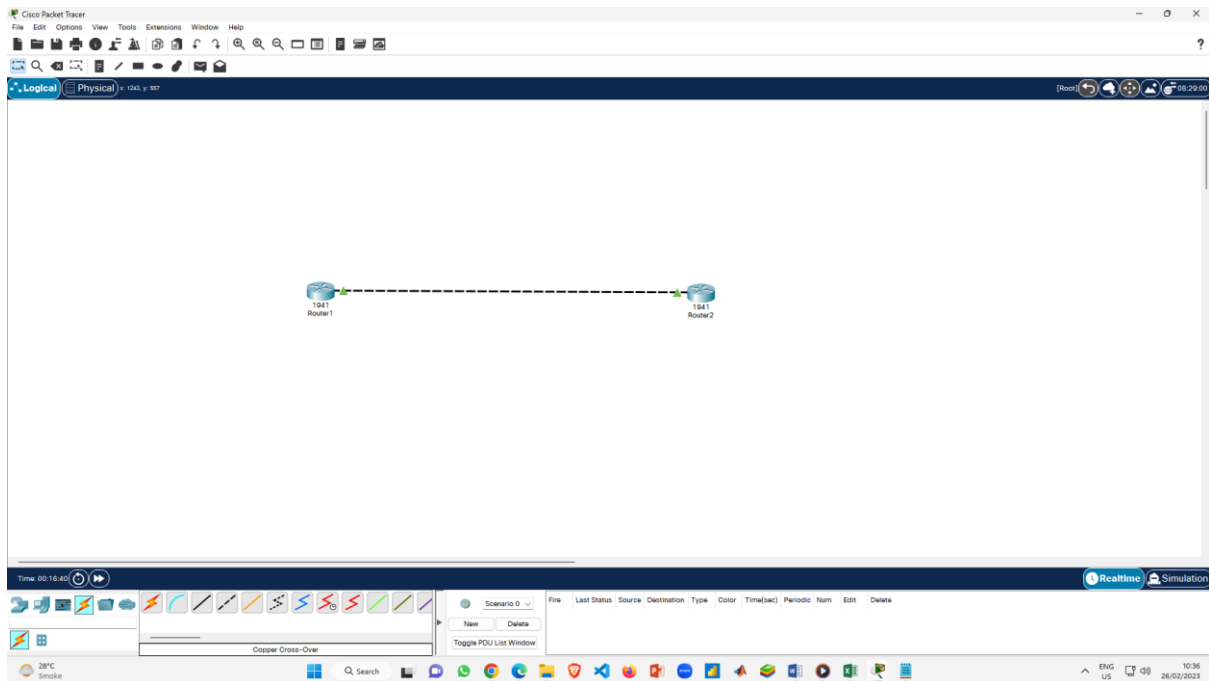 Cisco Packet Tracer
File Edit Options View Tools Extensions Window Help
?
Logical Physical x: 1243, y: 557 [Root] 08:29:00
1941
Router1
1941
Router2
Time: 00:16:40 Realtime Simulation
Scenario 0 Fire Last Status Source Destination Type Color Time(sec) Periodic Num Edit Delete
New Delete
Toggle PDU List Window
Copper Cross-Over
28°C
Smoke
Search
ENG
US
10:36
26/02/2023